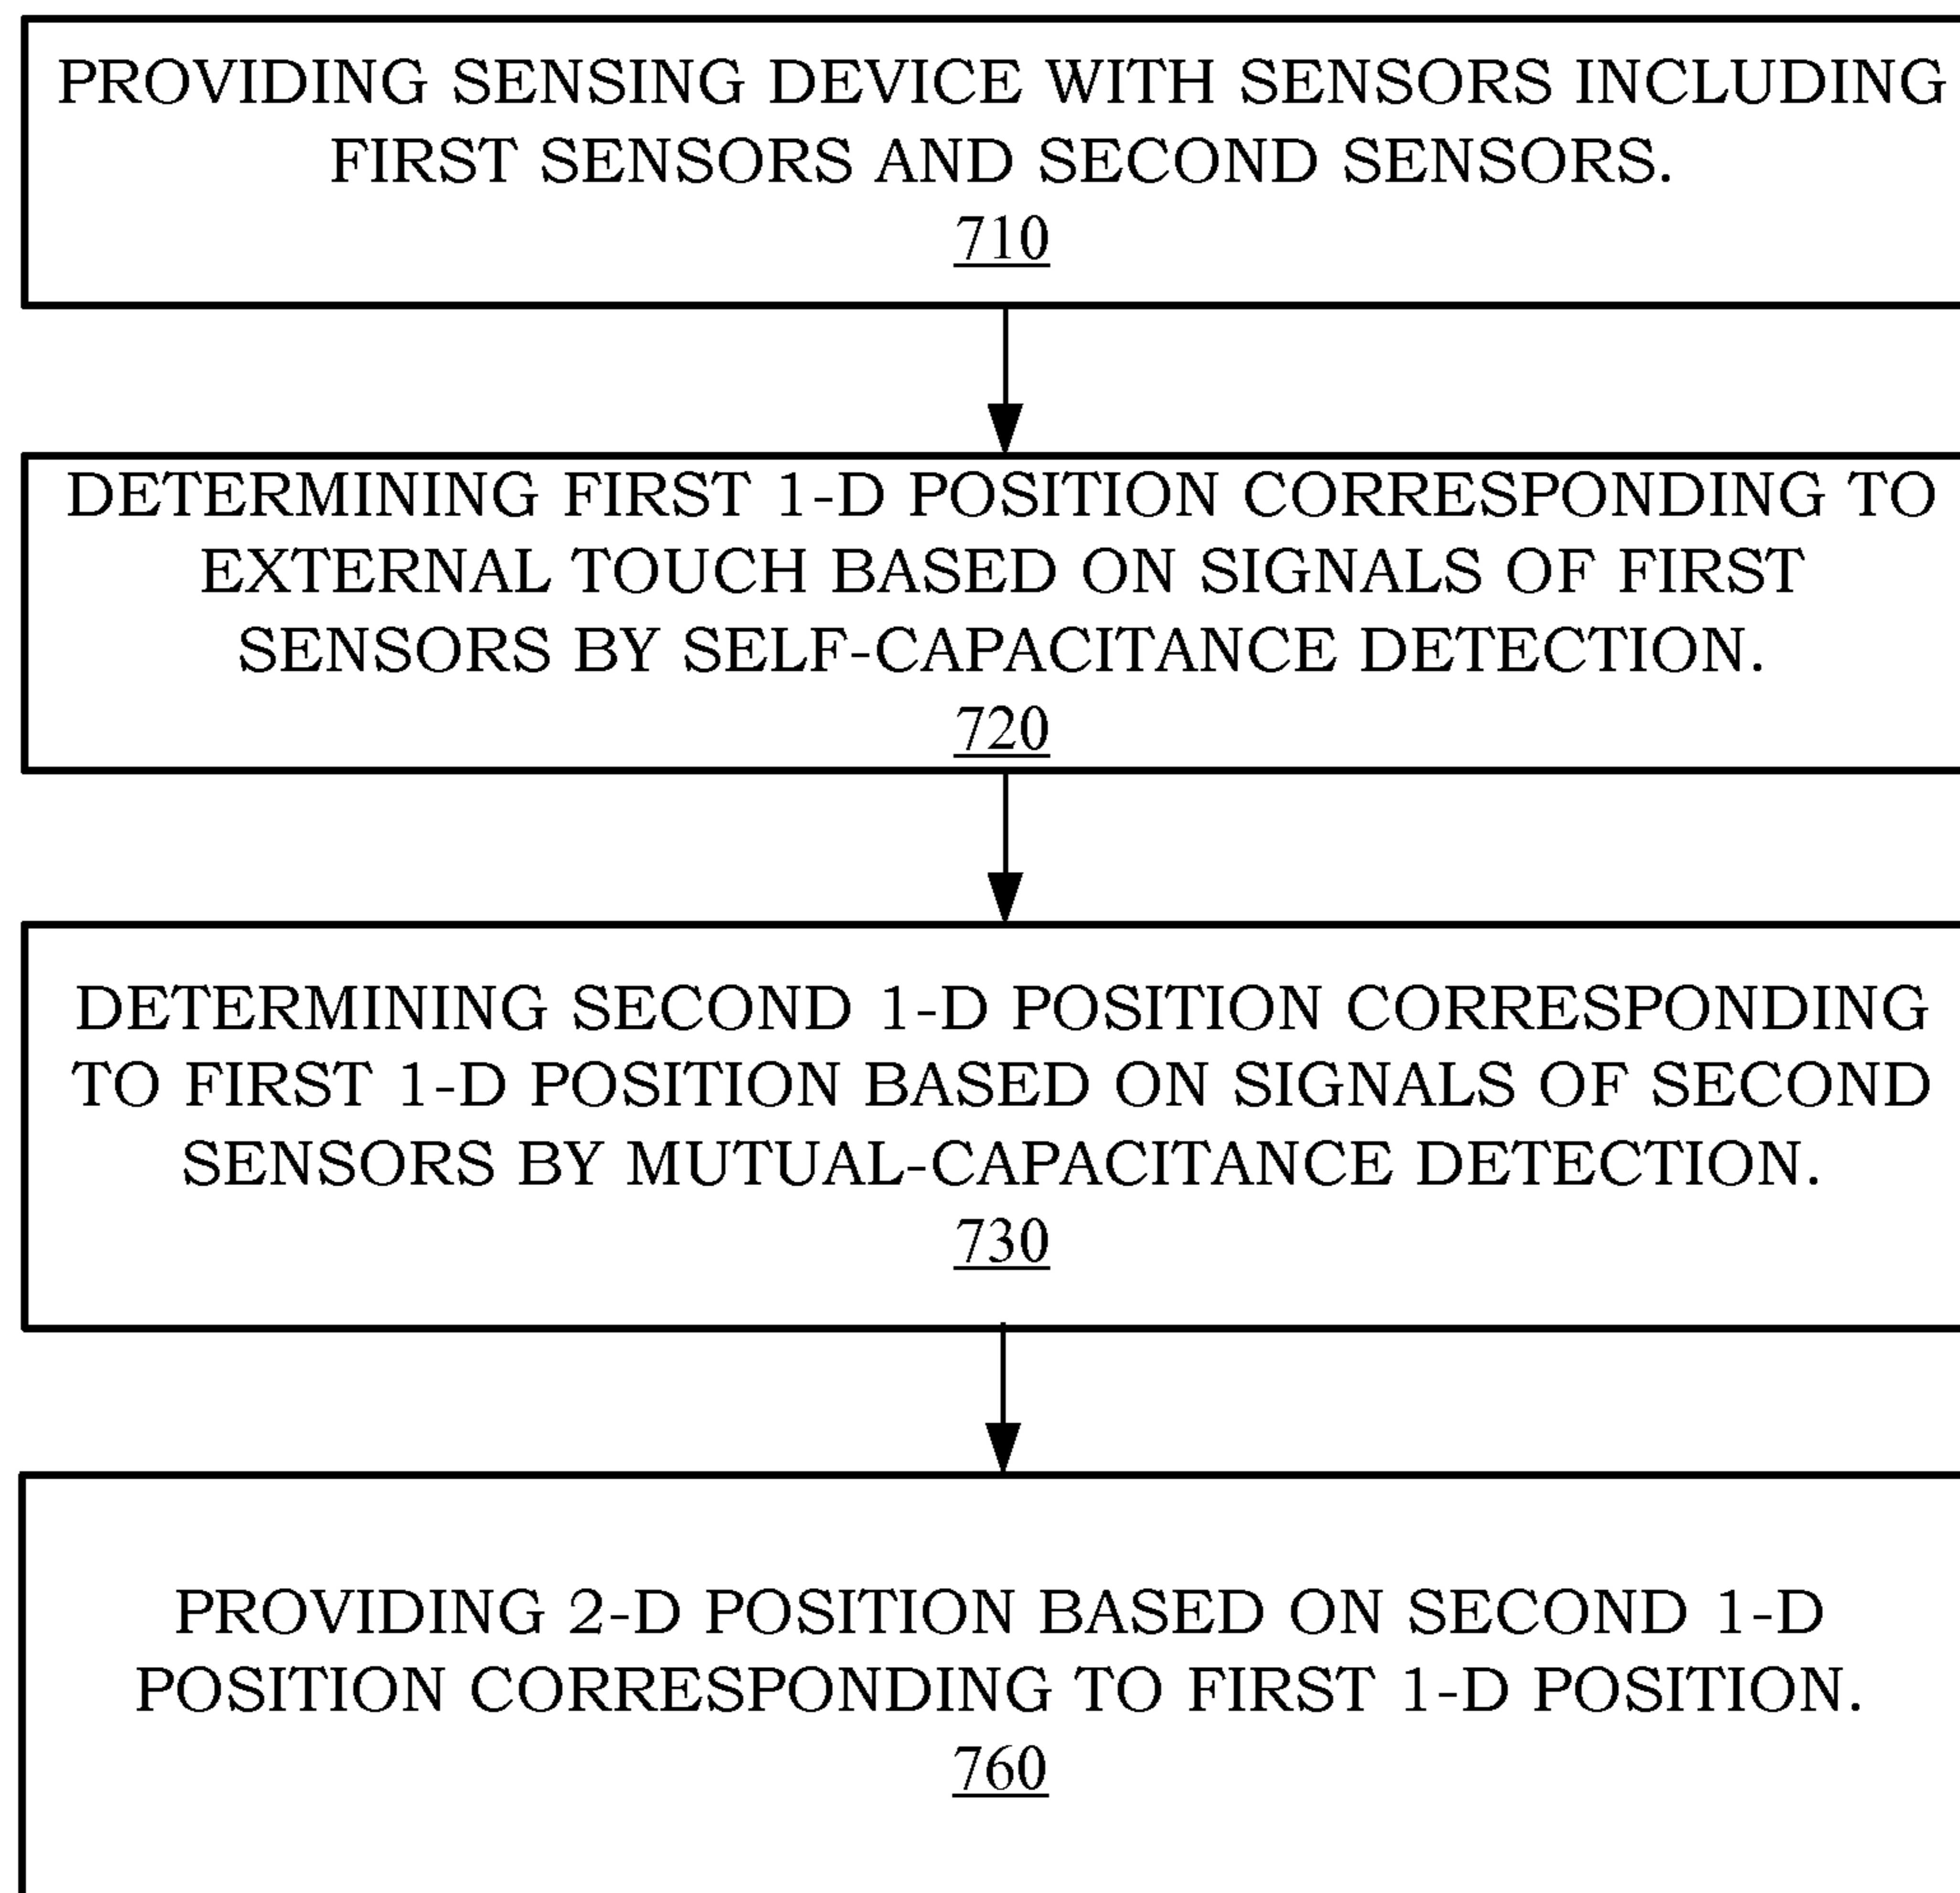 PROVIDING SENSING DEVICE WITH SENSORS INCLUDING
FIRST SENSORS AND SECOND SENSORS.
710
DETERMINING FIRST 1-D POSITION CORRESPONDING TO
EXTERNAL TOUCH BASED ON SIGNALS OF FIRST
SENSORS BY SELF-CAPACITANCE DETECTION.
720
DETERMINING SECOND 1-D POSITION CORRESPONDING
TO FIRST 1-D POSITION BASED ON SIGNALS OF SECOND
SENSORS BY MUTUAL-CAPACITANCE DETECTION.
730
PROVIDING 2-D POSITION BASED ON SECOND 1-D
POSITION CORRESPONDING TO FIRST 1-D POSITION.
760